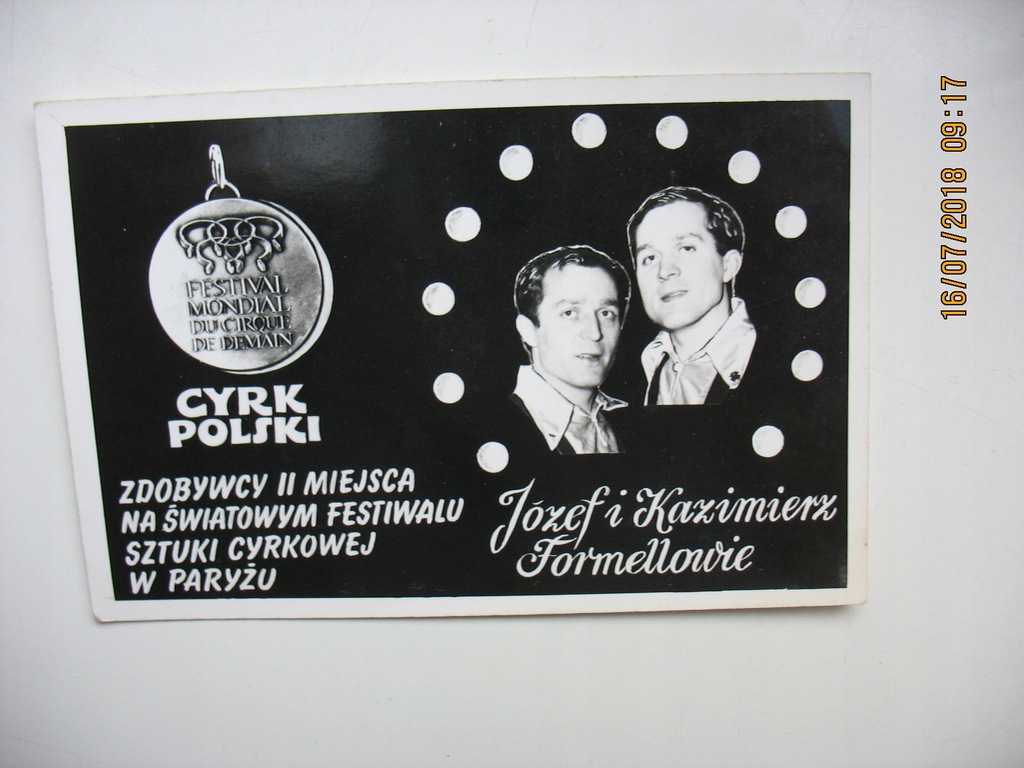 FESTIVAL
MONDIAL
DU CIRQUE
DE DEMAIN
CYRK
POLSKI
ZDOBYWCY II MIEJSCA
NA ŚWIATOWYM FESTIWALU
SZTUKI CYRKOWEJ
W PARYŻU
Józef i Kazimierz
Formellowie
16/07/2018 09:17